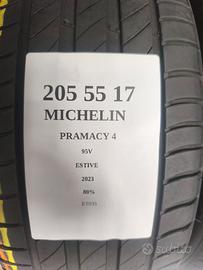 205 55 17
MICHELIN
PRAMACY 4
95V
ESTIVE
2023
80%
subito